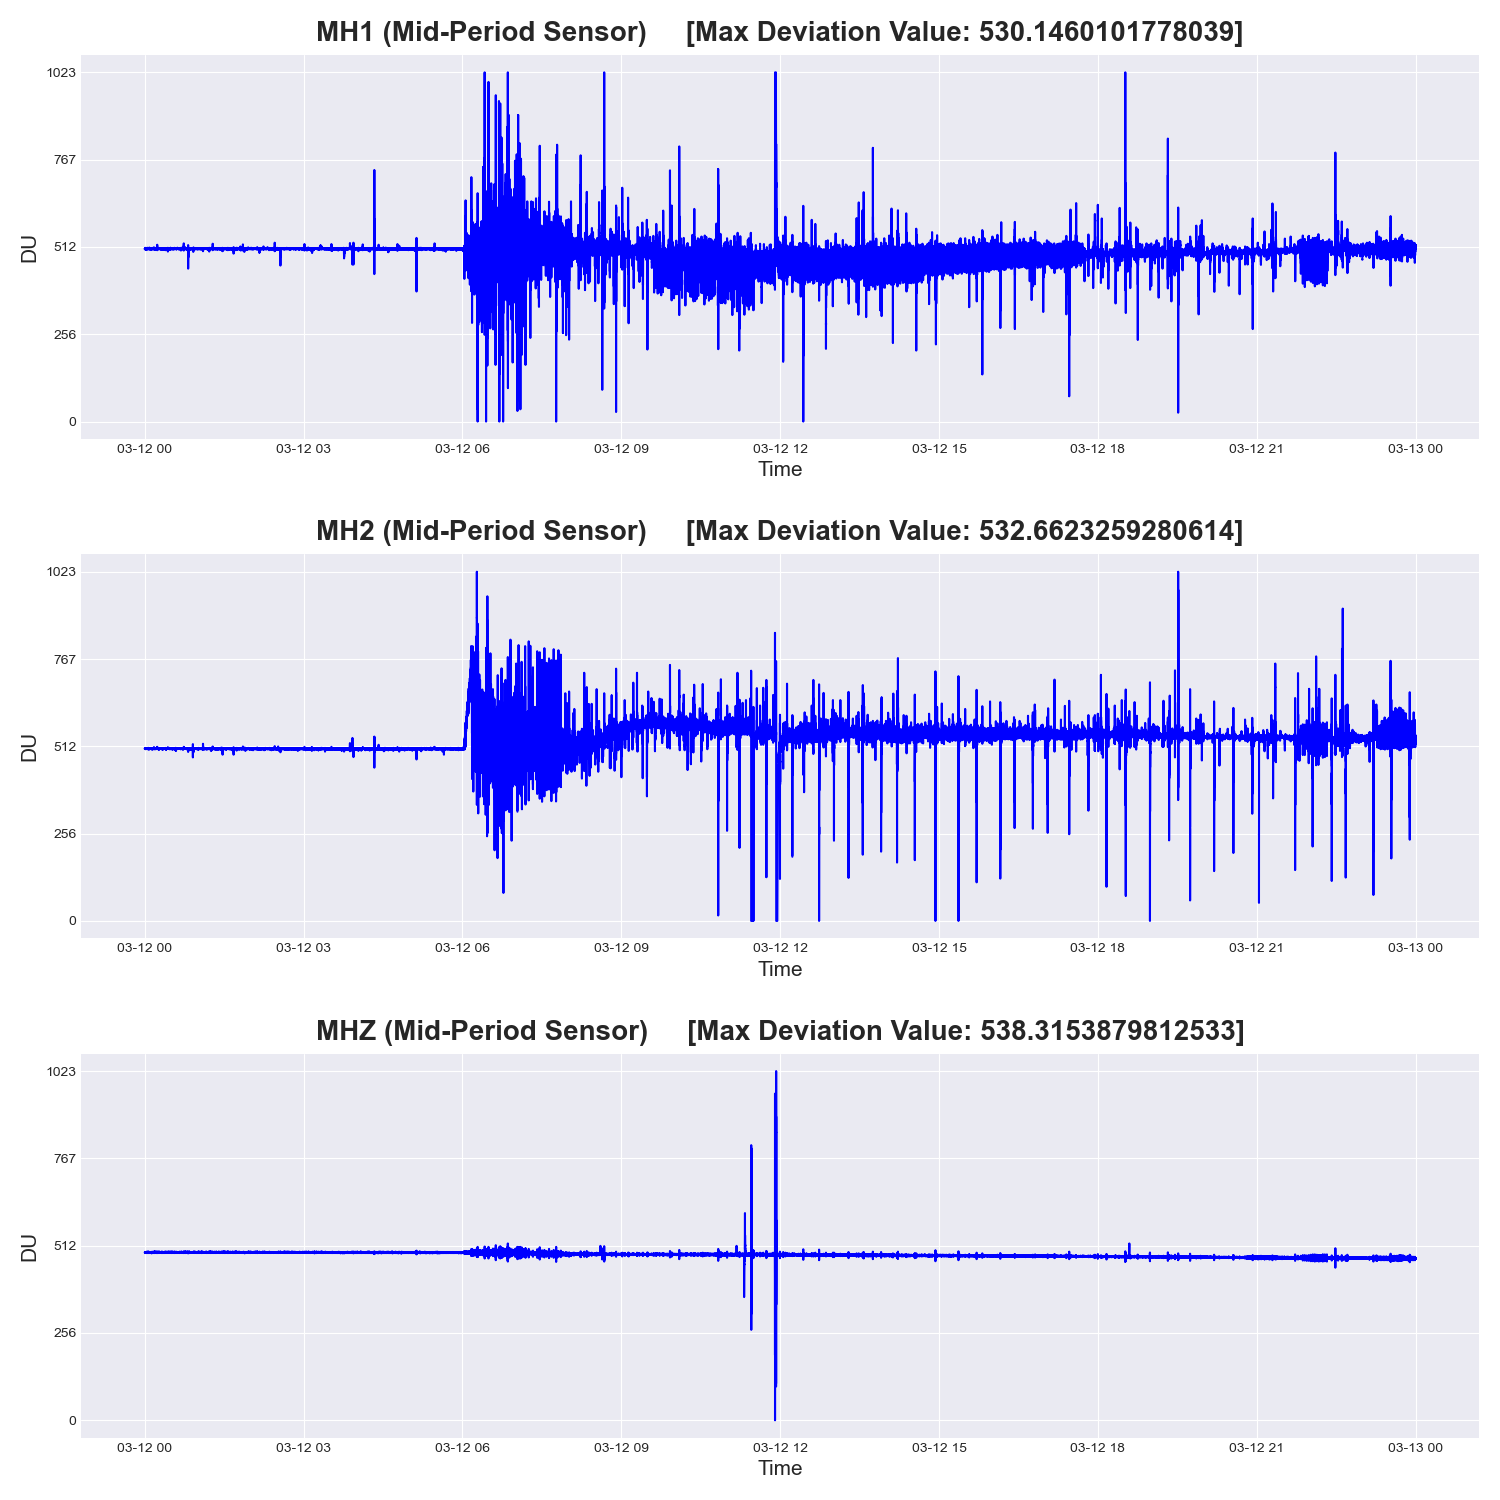 MH1 (Mid-Period Sensor) [Max Deviation Value: 530.1460101778039]
1023
767
512
256
0
DU
03-12 00 03-12 03 03-12 06 03-12 09 03-12 12 03-12 15 03-12 18 03-12 21 03-13 00
Time
MH2 (Mid-Period Sensor) [Max Deviation Value: 532.6623259280614]
1023
767
512
256
0
DU
03-12 00 03-12 03 03-12 06 03-12 09 03-12 12 03-12 15 03-12 18 03-12 21 03-13 00
Time
MHZ (Mid-Period Sensor) [Max Deviation Value: 538.3153879812533]
1023
767
512
256
0
DU
03-12 00 03-12 03 03-12 06 03-12 09 03-12 12 03-12 15 03-12 18 03-12 21 03-13 00
Time